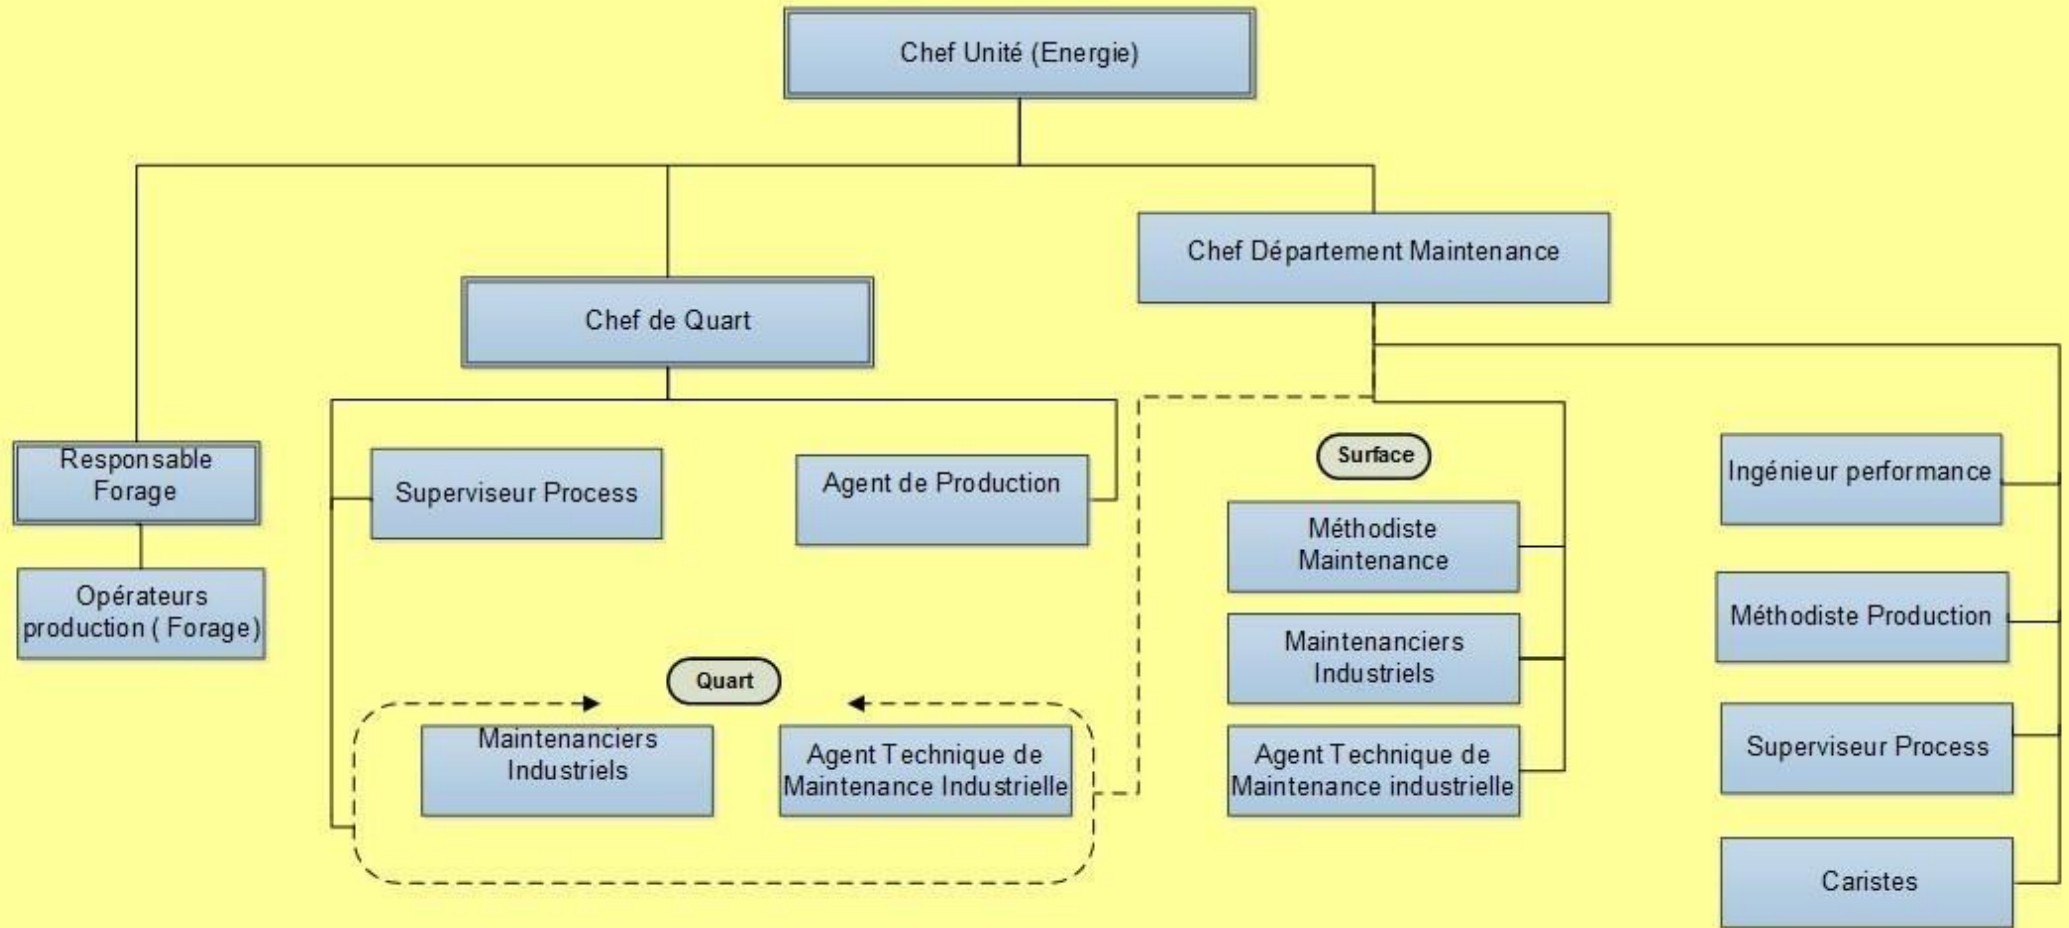 Chef Unité (Energie)
Chef Département Maintenance
Chef de Quart
Responsable
Forage
Opérateurs
production ( Forage)
Superviseur Process
Agent de Production
Quart
Maintenanciers
Industriels
Agent Technique de
Maintenance Industrielle
Surface
Méthodiste
Maintenance
Maintenanciers
Industriels
Agent Technique de
Maintenance industrielle
Ingénieur performance
Méthodiste Production
Superviseur Process
Caristes